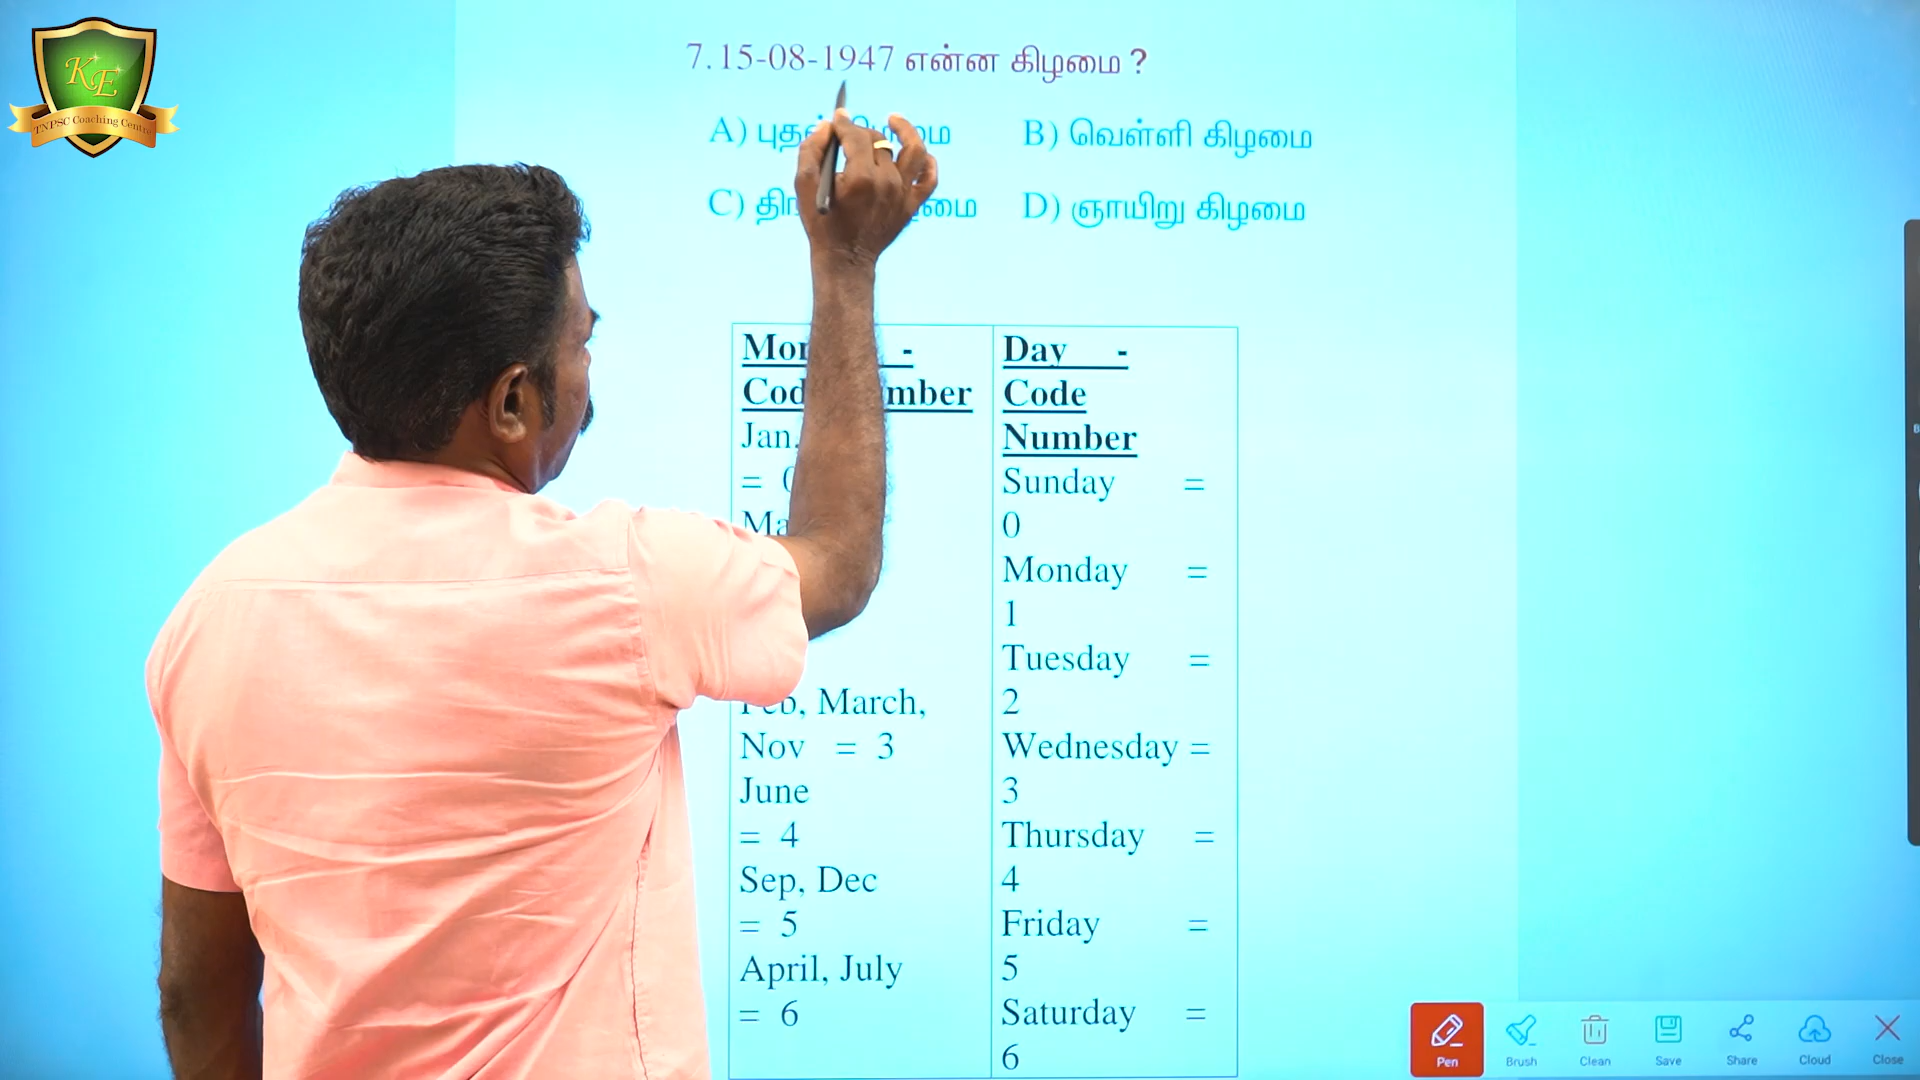 KE
TNPSC Coaching Centre
7. 15-08-1947 என்ன கிழமை ?
A) B) வெள்ளி கிழமை
C) D) ஞாயிறு கிழமை
- Day -
Code
Number
Jan.
= Sunday =
0
Monday =
1
Tuesday =
Feb, March, 2
Nov = 3 Wednesday =
June 3
= 4 Thursday =
Sep, Dec 4
= 5 Friday =
April, July 5
= 6 Saturday =
6
Pen Brush Clean Save Share Cloud Close